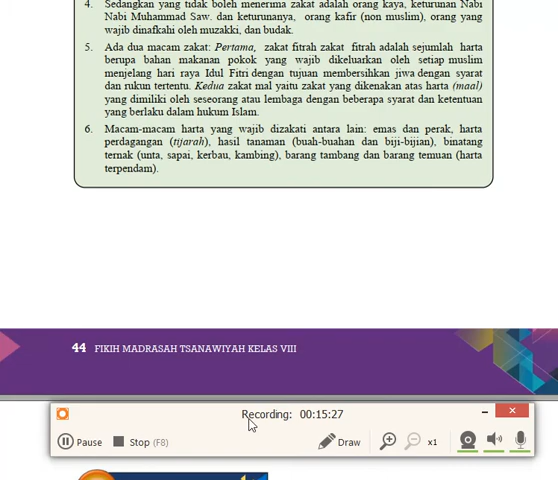 4. Sedangkan yang tidak boleh menerima zakat adalah orang kaya, keturunan Nabi
Nabi Muhammad Saw. dan keturunanya, orang kafir (non muslim), orang yang
wajib dinafkahi oleh muzakki, dan budak.
5. Ada dua macam zakat: Pertama, zakat fitrah zakat fitrah adalah sejumlah harta
berupa bahan makanan pokok yang wajib dikeluarkan oleh setiap muslim
menjelang hari raya Idul Fitri dengan tujuan membersihkan jiwa dengan syarat
dan rukun tertentu. Kedua zakat mal yaitu zakat yang dikenakan atas harta (maal)
yang dimiliki oleh seseorang atau lembaga dengan beberapa syarat dan ketentuan
yang berlaku dalam hukum Islam.
6. Macam-macam harta yang wajib dizakati antara lain: emas dan perak, harta
perdagangan (tijarah), hasil tanaman (buah-buahan dan biji-bijian), binatang
ternak (unta, sapai, kerbau, kambing), barang tambang dan barang temuan (harta
terpendam).
44 FIKIH MADRASAH TSANAWIYAH KELAS VIII
Recording: 00:15:27
Pause Stop (F8) Draw x1